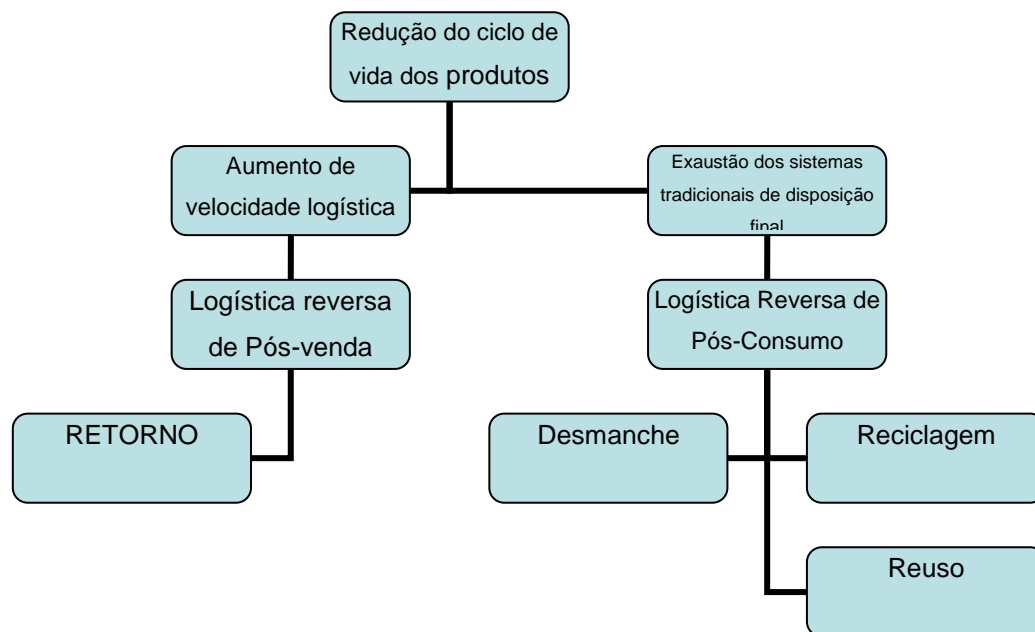 Redução do ciclo de
vida dos produtos
Aumento de
velocidade logística
Exaustão dos sistemas
tradicionais de disposição
final
Logística reversa
de Pós-venda
Logística Reversa de
Pós-Consumo
RETORNO
Desmanche
Reciclagem
Reuso